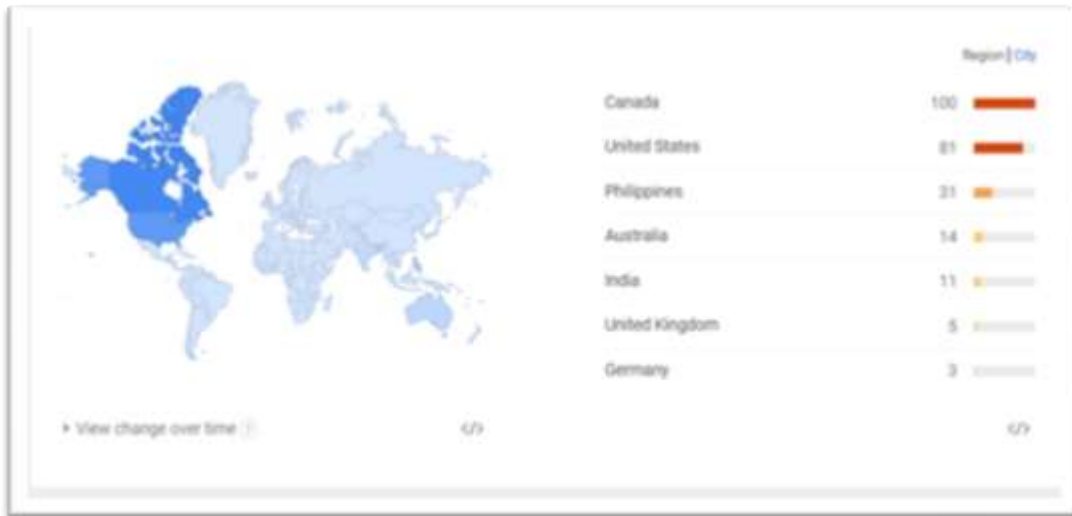 Region | City
Canada 100
United States 81
Philippines 31
Australia 14
India 11
United Kingdom 5
Germany 3
View change over time ?
</> </>